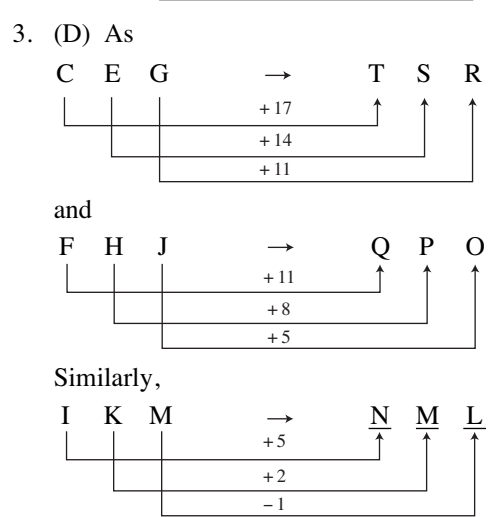 3. (D) As
C E G → T S R
+ 17
+ 14
+ 11
and
F H J → Q P O
+ 11
+ 8
+ 5
Similarly,
I K M → N M L
+ 5
+ 2
− 1